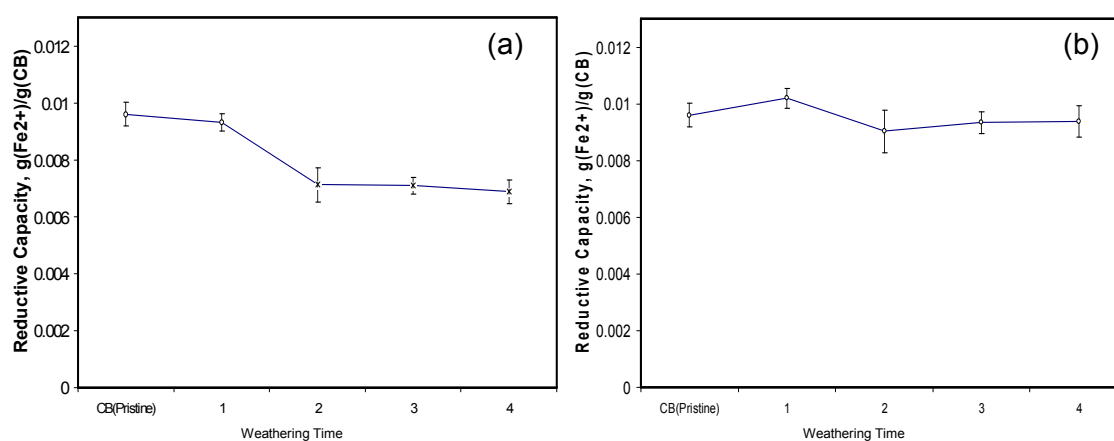 (a)
Reductive Capacity, g(Fe2+)/g(CB)
0.012
0.01
0.008
0.006
0.004
0.002
0
CB(Pristine) 1 2 3 4
Weathering Time
(b)
Reductive Capacity, g(Fe2+)/g(CB)
0.012
0.01
0.008
0.006
0.004
0.002
0
CB(Pristine) 1 2 3 4
Weathering Time